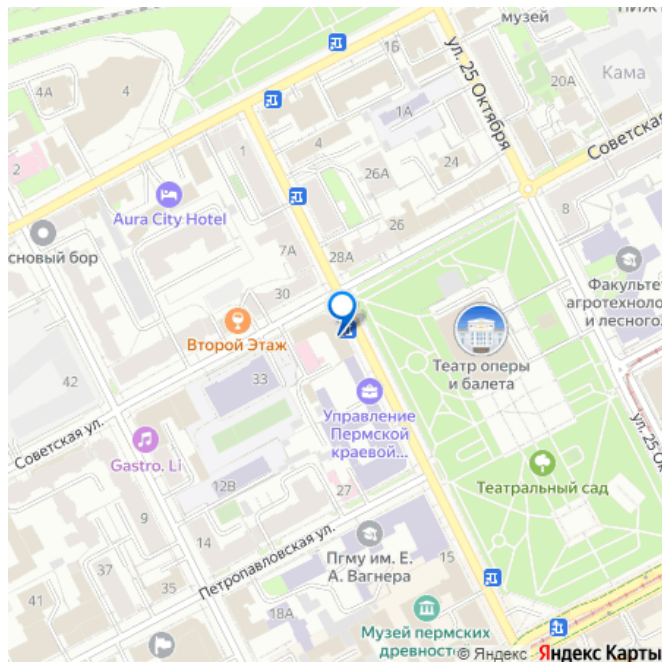 музей
16
ул. 25 Октября
20А
Кама
4А
4
1А
Советская
4
2
1
26А
24
Aura City Hotel
8
26
сновый бор
7А
28А
Факультет
агротехноло
и лесного
30
Второй Этаж
Театр оперы
и балета
33
42
Управление
Пермской
краевой...
ул. 25 Ок
Советская ул.
Gastro. Li
Театральный сад
12В
27
9
14
Петропавловская ул.
Пгму им. Е.
А. Вагнера
15
37
35
41
18А
Музей пермских
древност
© Яндекс Яндекс Карты